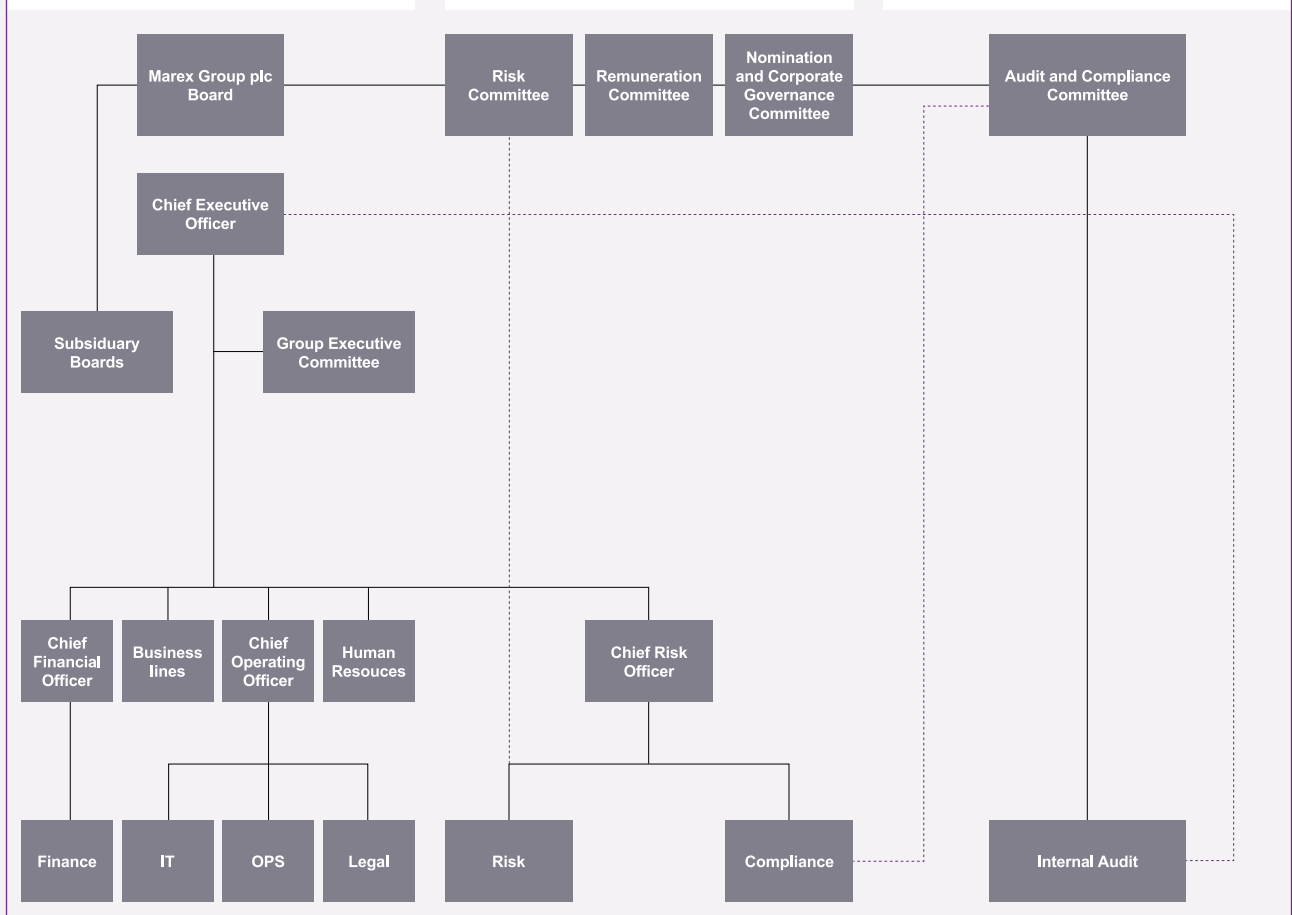 Marex Group plc
Board
Risk
Committee
Remuneration
Committee
Nomination
and Corporate
Governance
Committee
Audit and Compliance
Committee
Chief Executive
Officer
Subsiduary
Boards
Group Executive
Committee
Chief
Financial
Officer
Business
lines
Chief
Operating
Officer
Human
Resouces
Chief Risk
Officer
Finance
IT
OPS
Legal
Risk
Compliance
Internal Audit